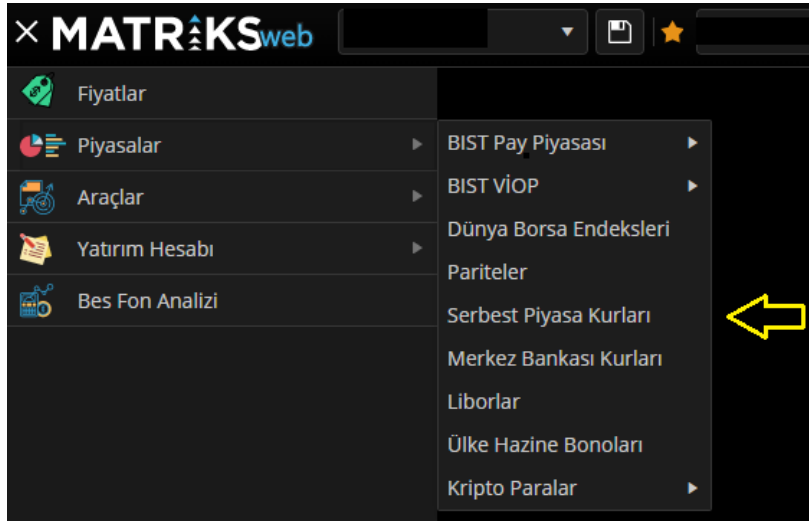 MATRİKSweb
Fiyatlar
Piyasalar
Araçlar
Yatırım Hesabı
Bes Fon Analizi
BIST Pay Piyasası
BIST VİOP
Dünya Borsa Endeksleri
Pariteler
Serbest Piyasa Kurları
Merkez Bankası Kurları
Liborlar
Ülke Hazine Bonoları
Kripto Paralar